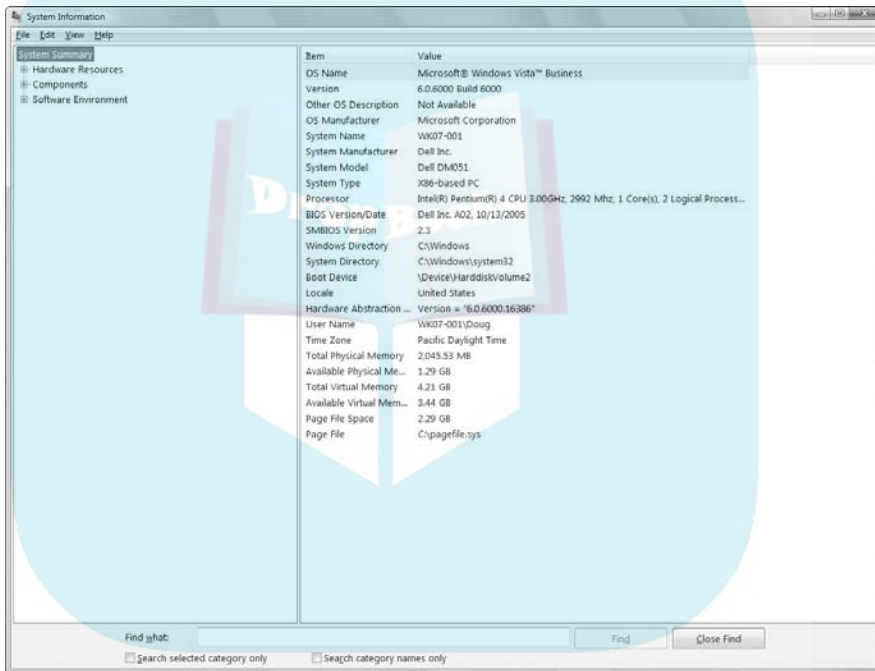 System Information
File Edit View Help
System Summary
Hardware Resources
Components
Software Environment
Item Value
OS Name Microsoft® Windows Vista™ Business
Version 6.0.6000 Build 6000
Other OS Description Not Available
OS Manufacturer Microsoft Corporation
System Name WK07-001
System Manufacturer Dell Inc.
System Model Dell DM051
System Type X86-based PC
Processor Intel(R) Pentium(R) 4 CPU 3.00GHz, 2992 Mhz, 1 Core(s), 2 Logical Process...
BIOS Version/Date Dell Inc. A02, 10/13/2005
SMBIOS Version 2.3
Windows Directory C:\Windows
System Directory C:\Windows\system32
Boot Device \Device\HarddiskVolume2
Locale United States
Hardware Abstraction ... Version = "6.0.6000.16386"
User Name WK07-001\Doug
Time Zone Pacific Daylight Time
Total Physical Memory 2,045.53 MB
Available Physical Me... 1.29 GB
Total Virtual Memory 4.21 GB
Available Virtual Mem... 3.44 GB
Page File Space 2.29 GB
Page File C:\pagefile.sys
Find what: Find Close Find
Search selected category only Search category names only